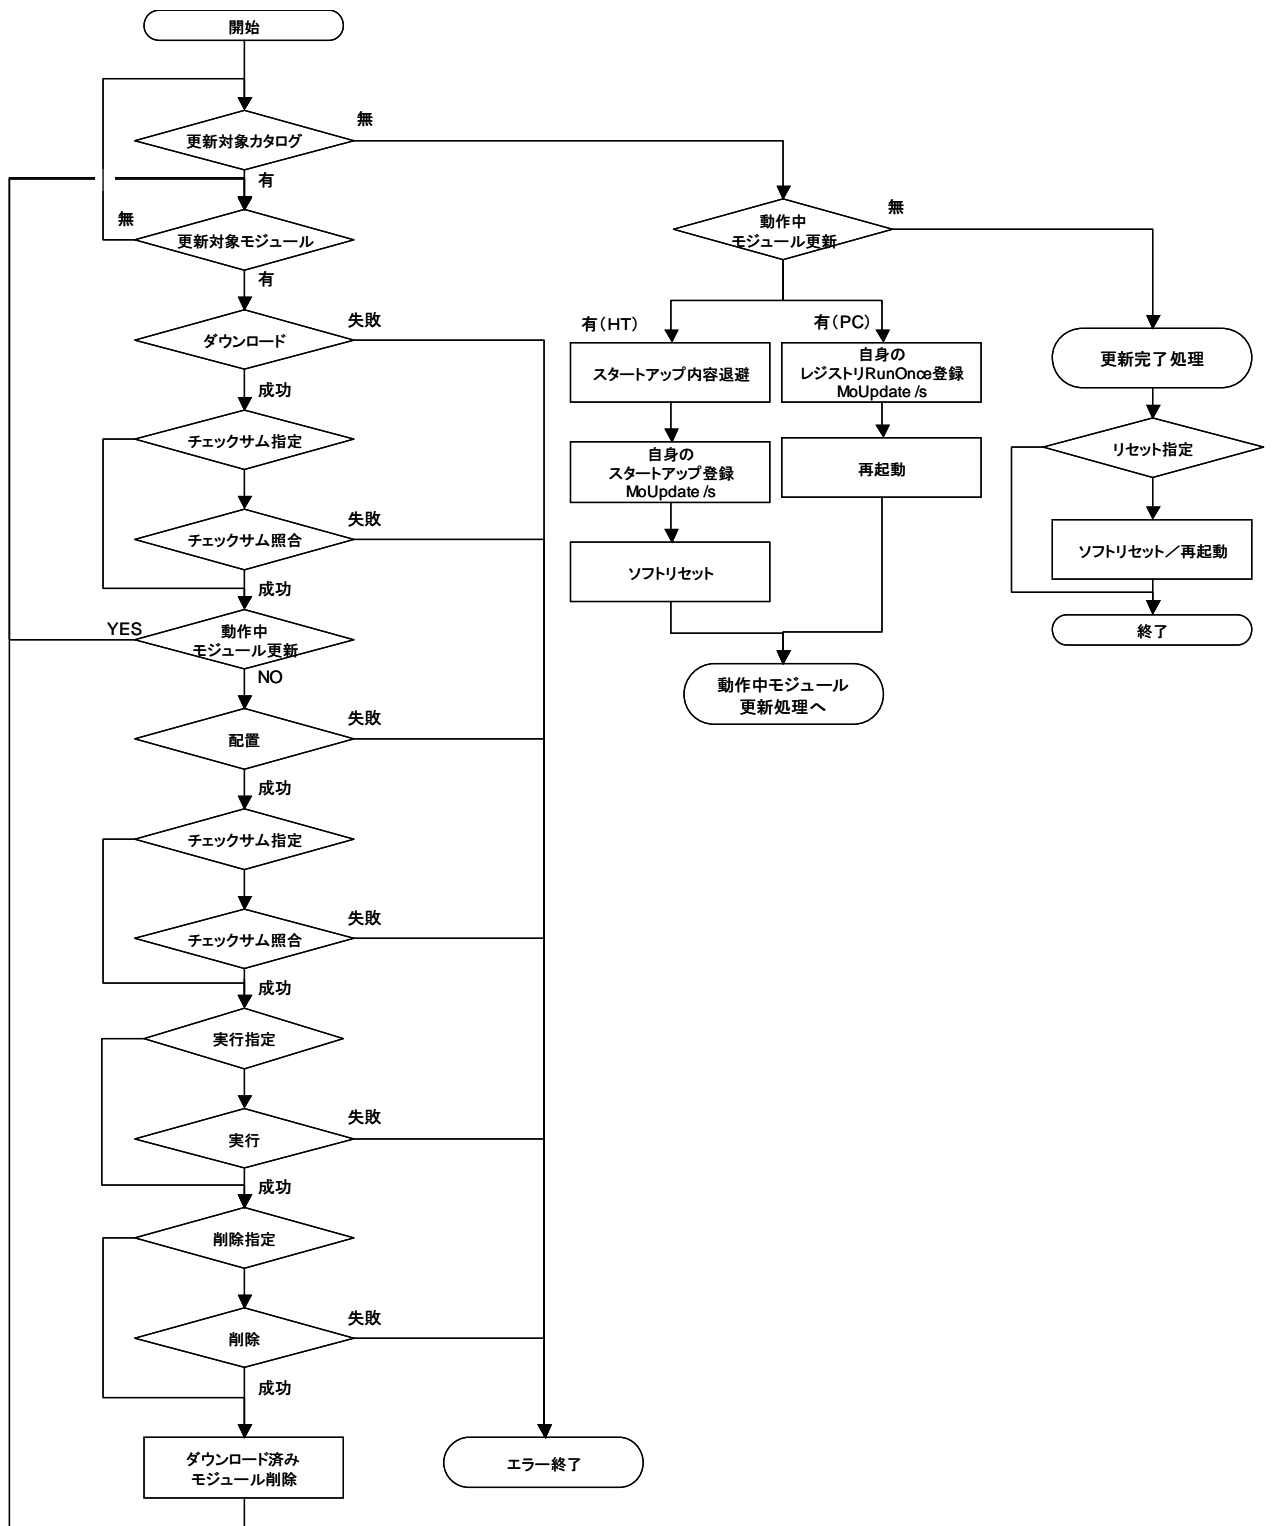 開始
更新対象カタログ
無
有
更新対象モジュール
無
有
ダウンロード
失敗
成功
チェックサム指定
チェックサム照合
失敗
成功
動作中
モジュール更新
YES
NO
配置
失敗
成功
チェックサム指定
チェックサム照合
失敗
成功
実行指定
実行
失敗
成功
削除指定
削除
失敗
成功
ダウンロード済み
モジュール削除
エラー終了
動作中
モジュール更新
無
有(HT)
有(PC)
スタートアップ内容退避
自身の
スタートアップ登録
MoUpdate /s
ソフトリセット
自身の
レジストリRunOnce登録
MoUpdate /s
再起動
動作中モジュール
更新処理へ
更新完了処理
リセット指定
ソフトリセット／再起動
終了